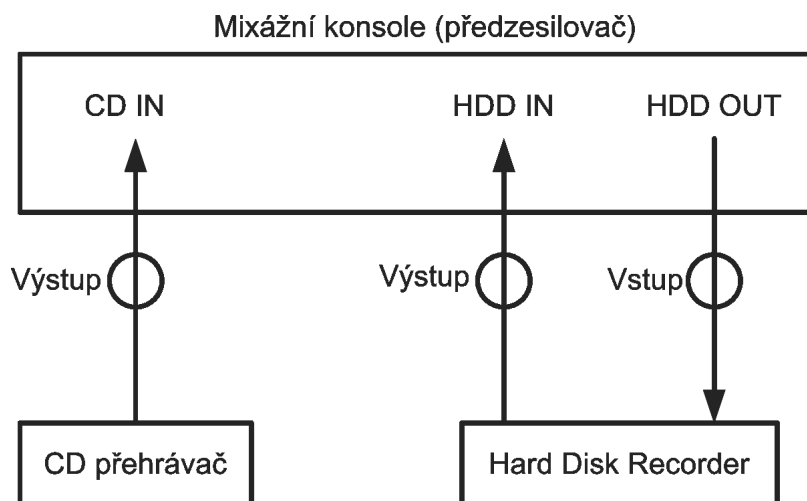 Mixážní konsole (předzesilovač)
CD IN HDD IN HDD OUT
Výstup Výstup Vstup
CD přehrávač Hard Disk Recorder